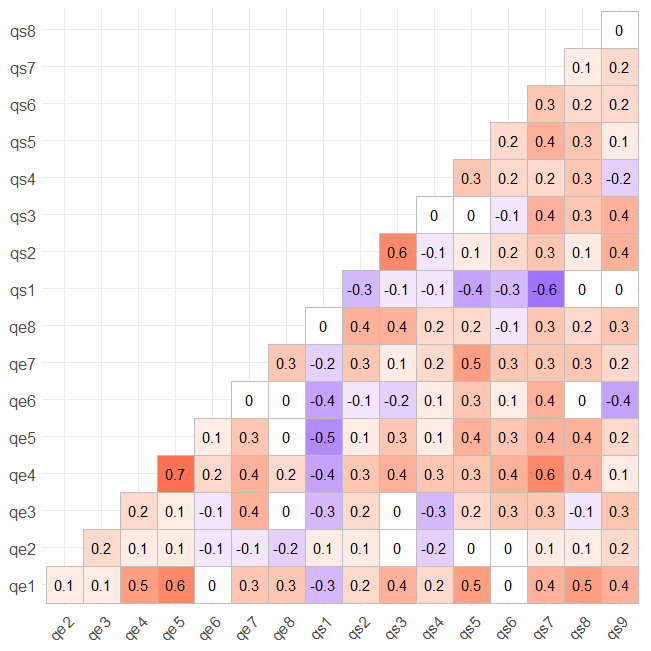 qs8 0
qs7 0.1 0.2
qs6 0.3 0.2 0.2
qs5 0.2 0.4 0.3 0.1
qs4 0.3 0.2 0.2 0.3 -0.2
qs3 0 0 -0.1 0.4 0.3 0.4
qs2 0.6 -0.1 0.1 0.2 0.3 0.1 0.4
qs1 -0.3 -0.1 -0.1 -0.4 -0.3 -0.6 0 0
qe8 0 0.4 0.4 0.2 0.2 -0.1 0.3 0.2 0.3
qe7 0.3 -0.2 0.3 0.1 0.2 0.5 0.3 0.3 0.3 0.2
qe6 0 0 -0.4 -0.1 -0.2 0.1 0.3 0.1 0.4 0 -0.4
qe5 0.1 0.3 0 -0.5 0.1 0.3 0.1 0.4 0.3 0.4 0.4 0.2
qe4 0.7 0.2 0.4 0.2 -0.4 0.3 0.4 0.3 0.3 0.4 0.6 0.4 0.1
qe3 0.2 0.1 -0.1 0.4 0 -0.3 0.2 0 -0.3 0.2 0.3 0.3 -0.1 0.3
qe2 0.2 0.1 0.1 -0.1 -0.1 -0.2 0.1 0.1 0 -0.2 0 0 0.1 0.1 0.2
qe1 0.1 0.1 0.5 0.6 0 0.3 0.3 -0.3 0.2 0.4 0.2 0.5 0 0.4 0.5 0.4
qe2 qe3 qe4 qe5 qe6 qe7 qe8 qs1 qs2 qs3 qs4 qs5 qs6 qs7 qs8 qs9